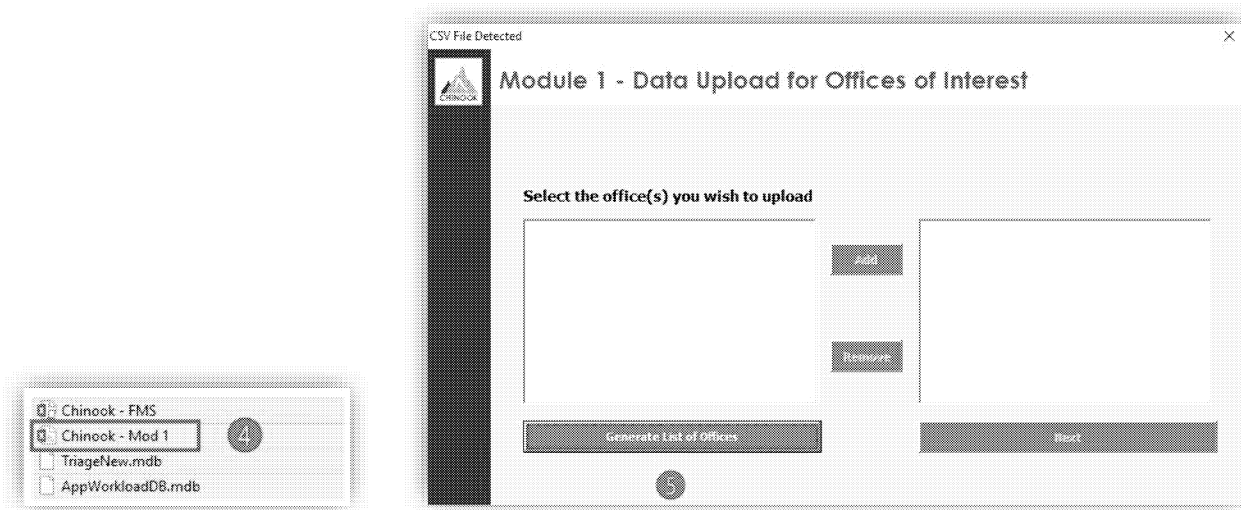 CSV File Detected
CHINOOK
Module 1 - Data Upload for Offices of Interest
Select the office(s) you wish to upload
Add
Remove
Generate List of Offices
Next
5
Chinook - FMS
Chinook - Mod 1
4
TriageNew.mdb
AppWorkloadDB.mdb